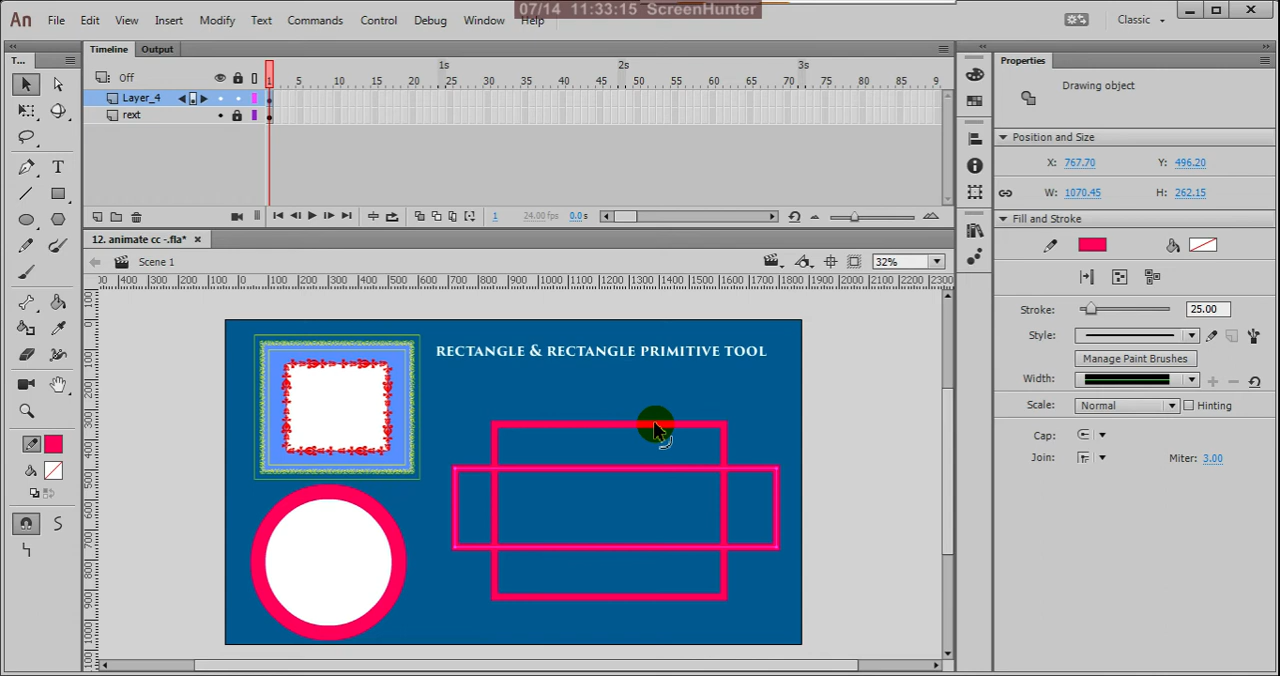 07/14 11:33:15 ScreenHunter
An File Edit View Insert Modify Text Commands Control Debug Window Help Classic
T... Timeline Output Properties
Off 1s 2s 3s
1 5 10 15 20 25 30 35 40 45 50 55 60 65 70 75 80 85 9
Drawing object
Layer_4
rext
Position and Size
X: 767.70 Y: 496.20
W: 1070.45 H: 262.15
1 24.00 fps 0.0 s
Fill and Stroke
12. animate cc -.fla*
Scene 1 32%
RECTANGLE & RECTANGLE PRIMITIVE TOOL
Stroke: 25.00
Style:
Manage Paint Brushes
Width:
Scale: Normal Hinting
Cap:
Join: Miter: 3.00